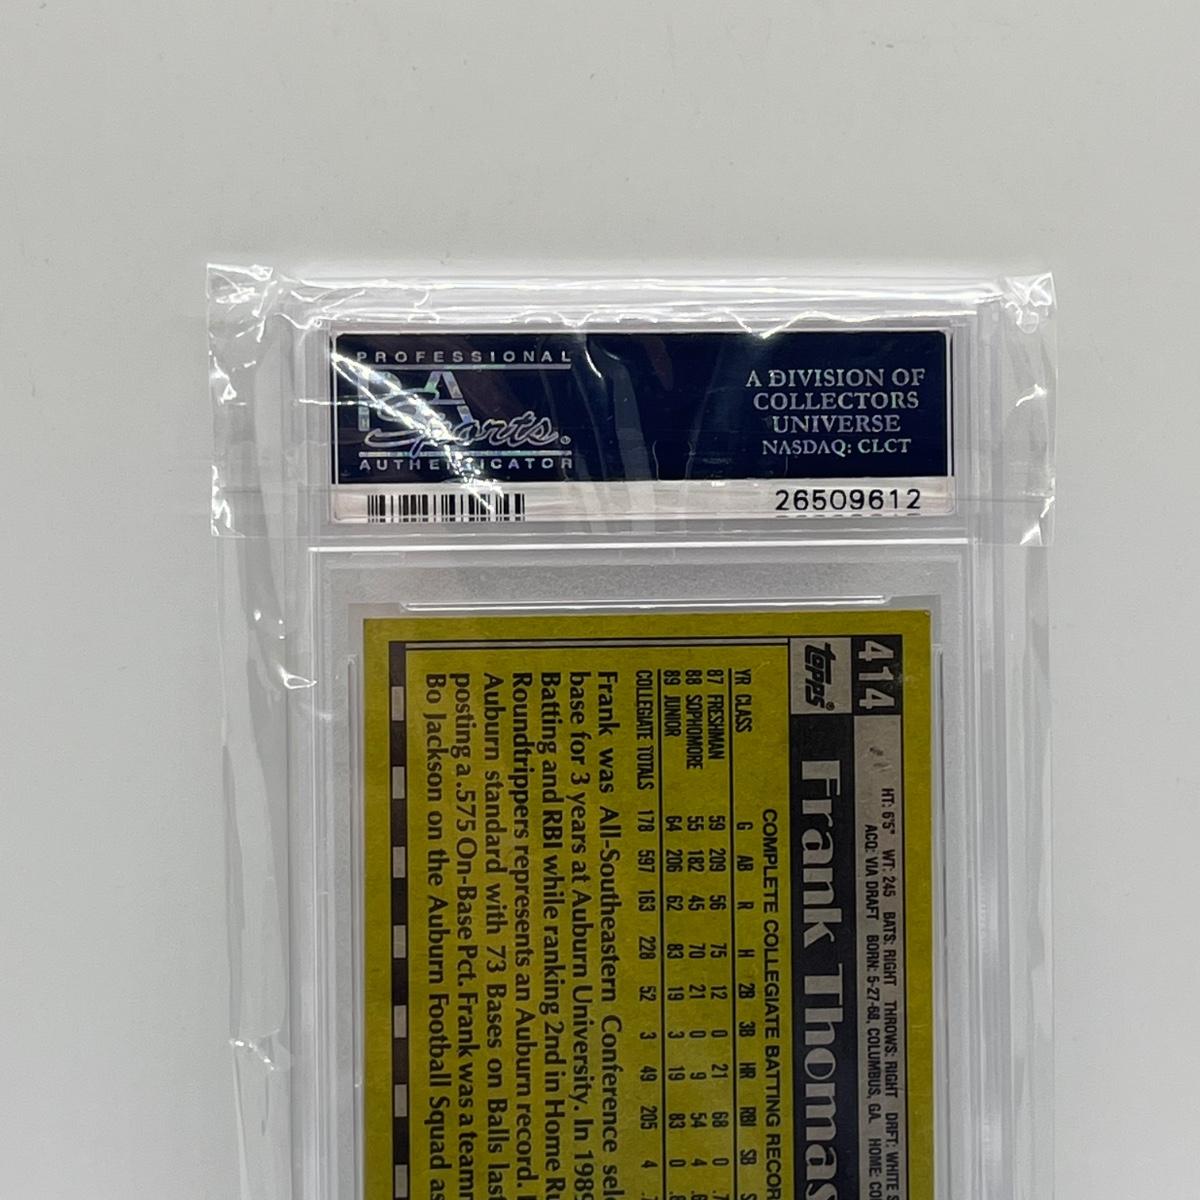 PROFESSIONAL
PSA
Sports
AUTHENTICATOR
A DIVISION OF
COLLECTORS
UNIVERSE
NASDAQ: CLCT
26509612
414
topps®
HT: 6'5" WT: 245 BATS: RIGHT THROWS: RIGHT DRFT: WHITE
ACQ: VIA DRAFT BORN: 5-27-68, COLUMBUS, GA. HOME:
Frank Thomas
COMPLETE COLLEGIATE BATTING
YR CLASS G AB R H 2B 3B HR RBI SB
87 FRESHMAN 59 209 56 75 12 0 21 68 0
88 SOPHOMORE 55 182 45 70 21 0 9 54 4
89 JUNIOR 64 206 62 83 19 3 19 83 0
COLLEGIATE TOTALS 178 597 163 228 52 3 49 205 4
Frank was All-Southeastern Conference
base for 3 years at Auburn University. In
Batting and RBI while ranking 2nd in Home
Roundtrippers represents an Auburn record.
Auburn standard with 73 Bases on Balls
posting a .575 On-Base Pct. Frank was a
Bo Jackson on the Auburn Football Squad